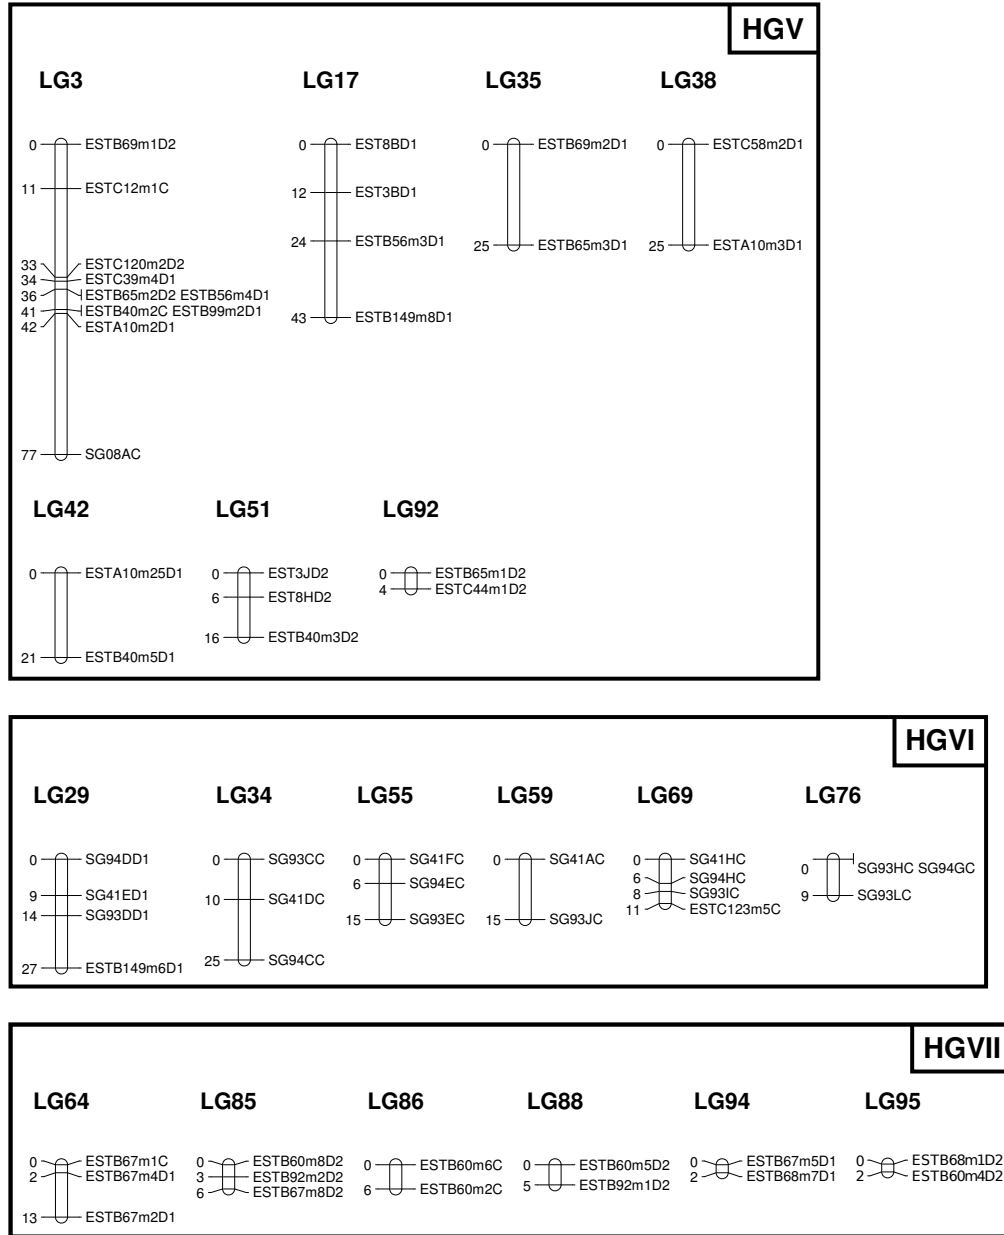 HGV
LG3 LG17 LG35 LG38
0 ESTB69m1D2
11 ESTC12m1C
33 ESTC120m2D2
34 ESTC39m4D1
36 ESTB65m2D2 ESTB56m4D1
41 ESTB40m2C ESTB99m2D1
42 ESTA10m2D1
77 SG08AC
0 EST8BD1
12 EST3BD1
24 ESTB56m3D1
43 ESTB149m8D1
0 ESTB69m2D1
25 ESTB65m3D1
0 ESTC58m2D1
25 ESTA10m3D1
LG42 LG51 LG92
0 ESTA10m25D1
21 ESTB40m5D1
0 EST3JD2
6 EST8HD2
16 ESTB40m3D2
0 ESTB65m1D2
4 ESTC44m1D2
HGVI
LG29 LG34 LG55 LG59 LG69 LG76
0 SG94DD1
9 SG41ED1
14 SG93DD1
27 ESTB149m6D1
0 SG93CC
10 SG41DC
25 SG94CC
0 SG41FC
6 SG94EC
15 SG93EC
0 SG41AC
15 SG93JC
0 SG41HC
6 SG94HC
8 SG93IC
11 ESTC123m5C
0 SG93HC SG94GC
9 SG93LC
HGVII
LG64 LG85 LG86 LG88 LG94 LG95
0 ESTB67m1C
2 ESTB67m4D1
13 ESTB67m2D1
0 ESTB60m8D2
3 ESTB92m2D2
6 ESTB67m8D2
0 ESTB60m6C
6 ESTB60m2C
0 ESTB60m5D2
5 ESTB92m1D2
0 ESTB67m5D1
2 ESTB68m7D1
0 ESTB68m1D2
2 ESTB60m4D2